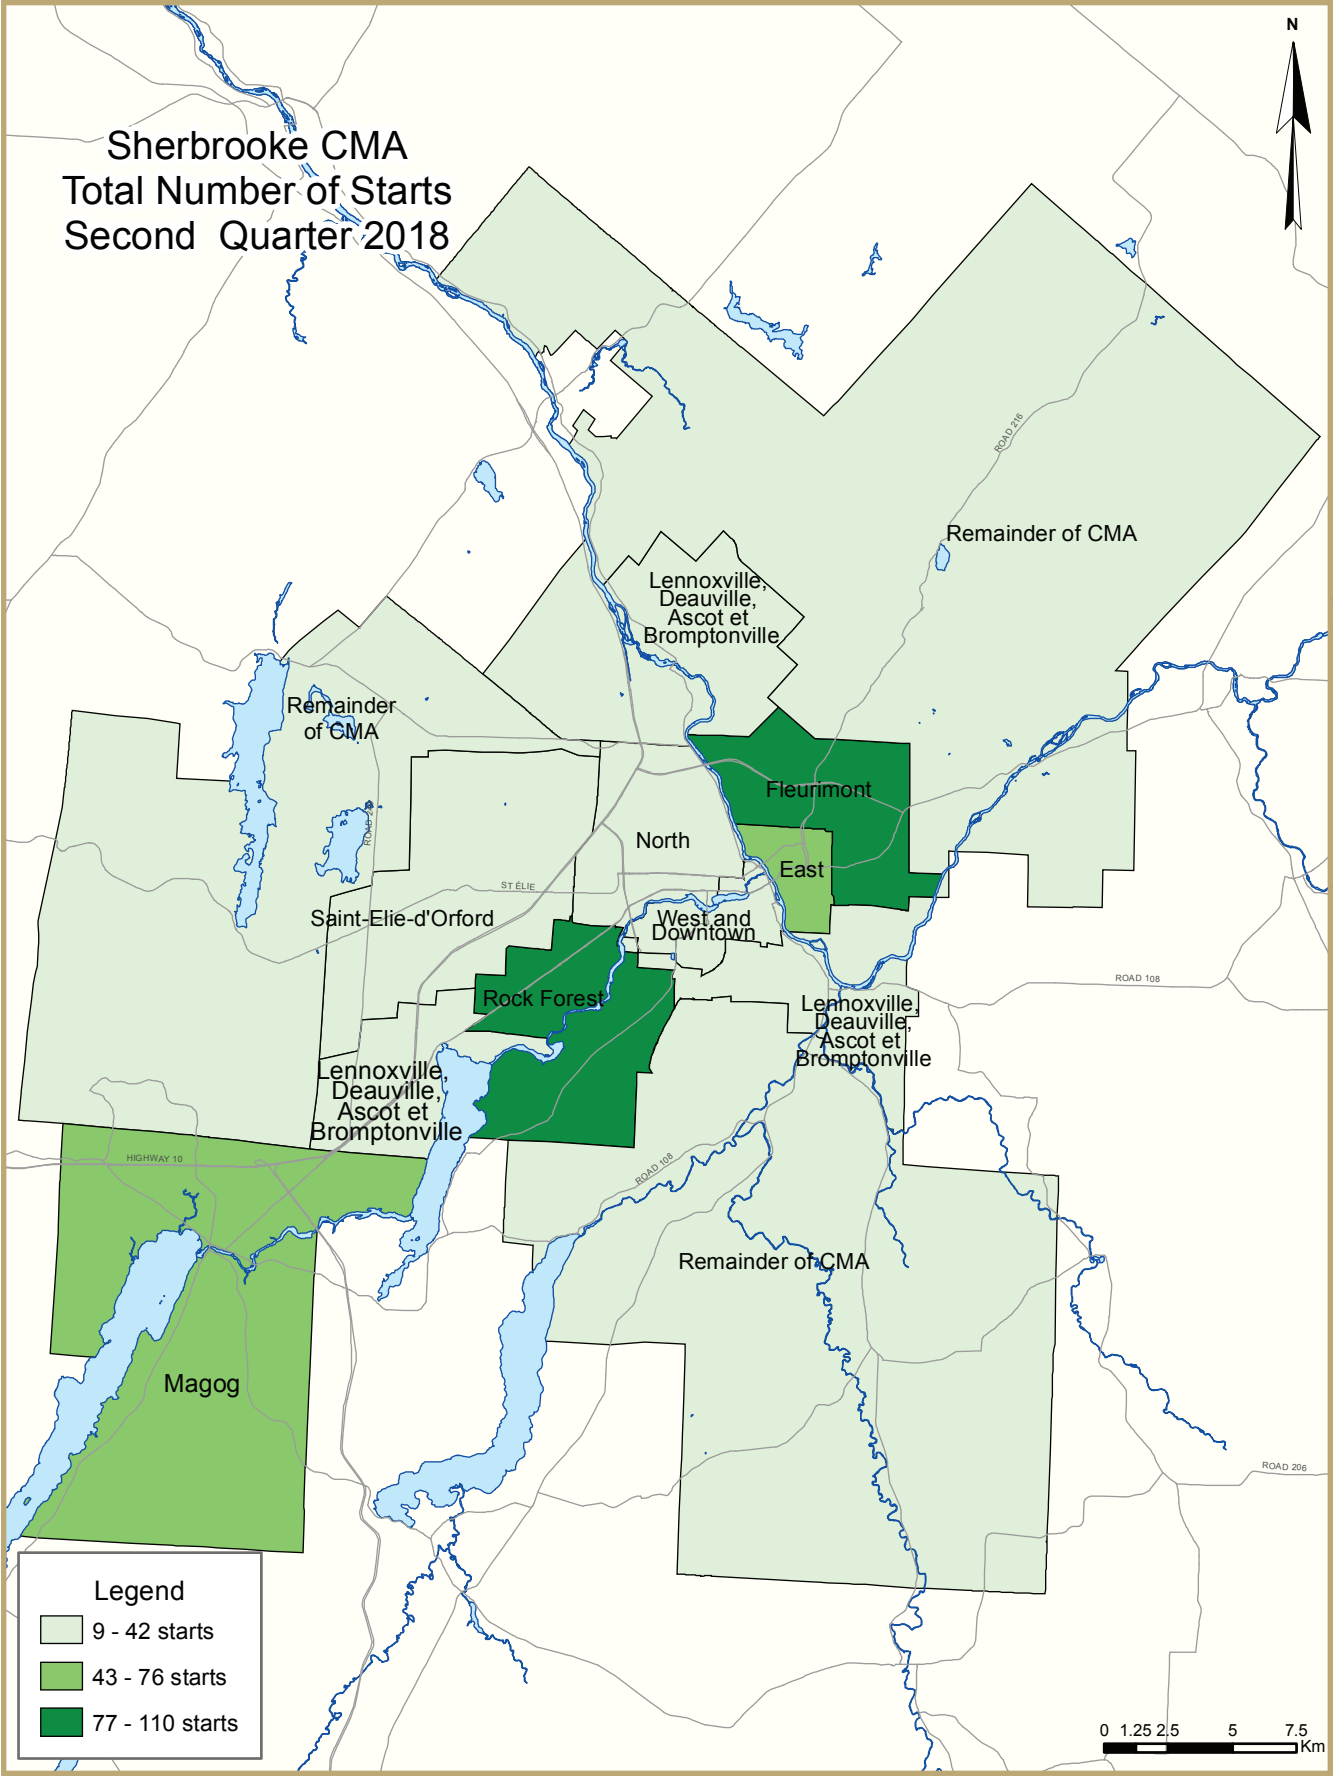 N
Sherbrooke CMA
Total Number of Starts
Second Quarter 2018
ROAD 216
Remainder of CMA
Lennoxville,
Deauville,
Ascot et
Bromptonville
Remainder
of CMA
Fleurimont
North
East
ST ÉLIE
Saint-Elie-d'Orford
West and
Downtown
ROAD 108
Rock Forest
Lennoxville,
Deauville,
Ascot et
Bromptonville
Lennoxville,
Deauville,
Ascot et
Bromptonville
HIGHWAY 10
ROAD 108
Remainder of CMA
Magog
ROAD 206
Legend
9 - 42 starts
43 - 76 starts
77 - 110 starts
0 1.25 2.5 5 7.5
Km